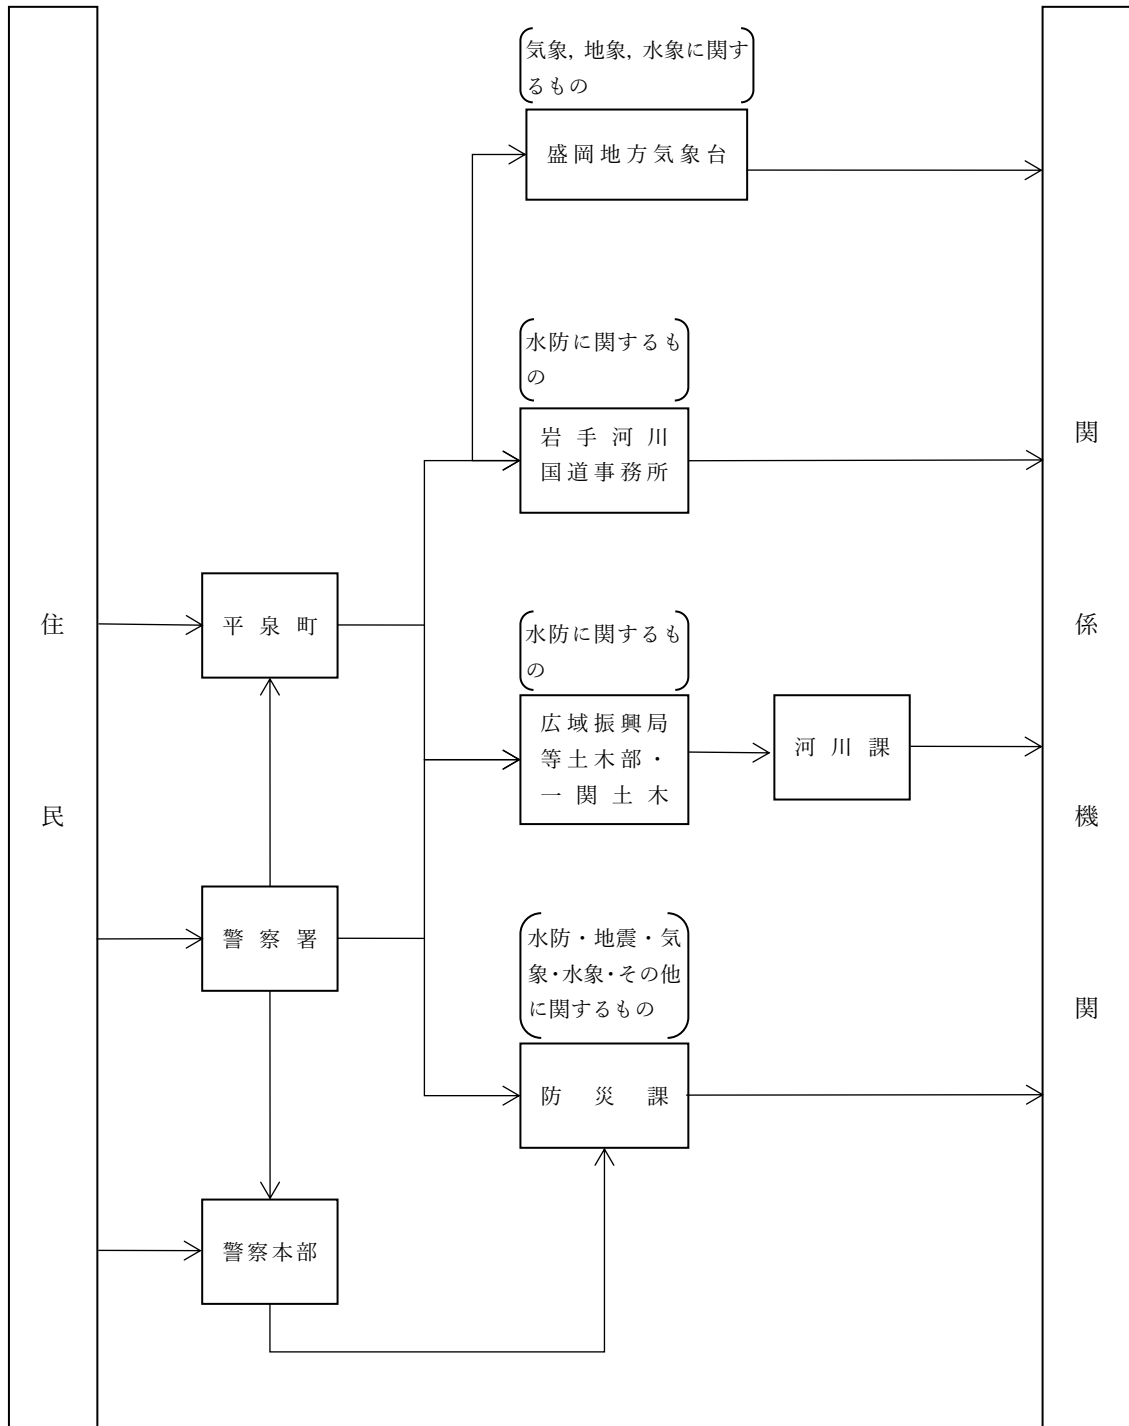 気象，地象，水象に関す
るもの
盛岡地方気象台
水防に関するも
の
岩手河川
国道事務所
住民
平泉町
水防に関するも
の
広域振興局
等土木部・
一関土木
河川課
関係機関
警察署
水防・地震・気
象・水象・その他
に関するもの
防災課
警察本部